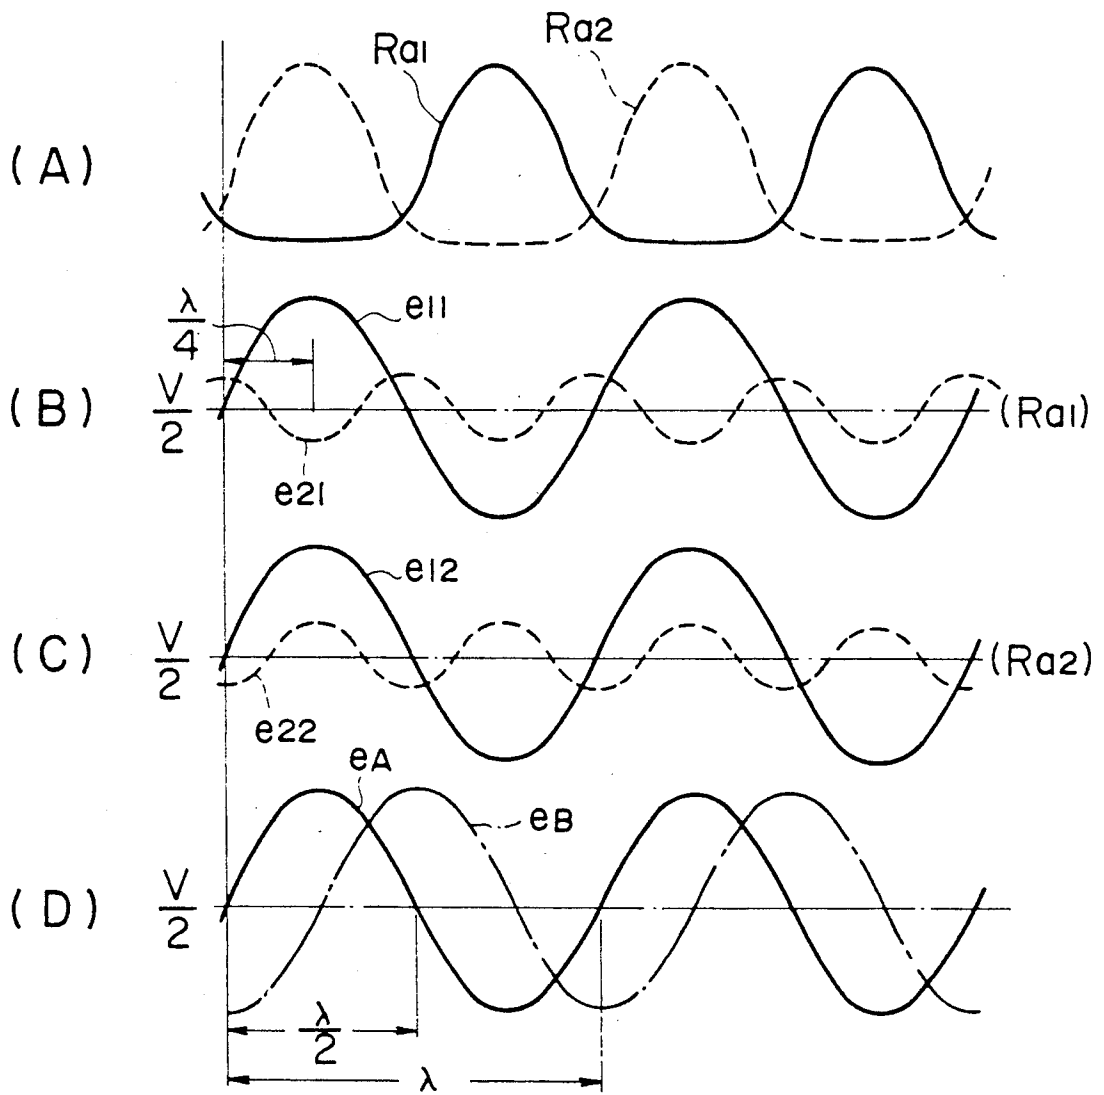 Ra1
Ra2
(A)
λ/4
e11
(B)
V/2
(Ra1)
e21
e12
(C)
V/2
(Ra2)
e22
eA
eB
(D)
V/2
λ/2
λ